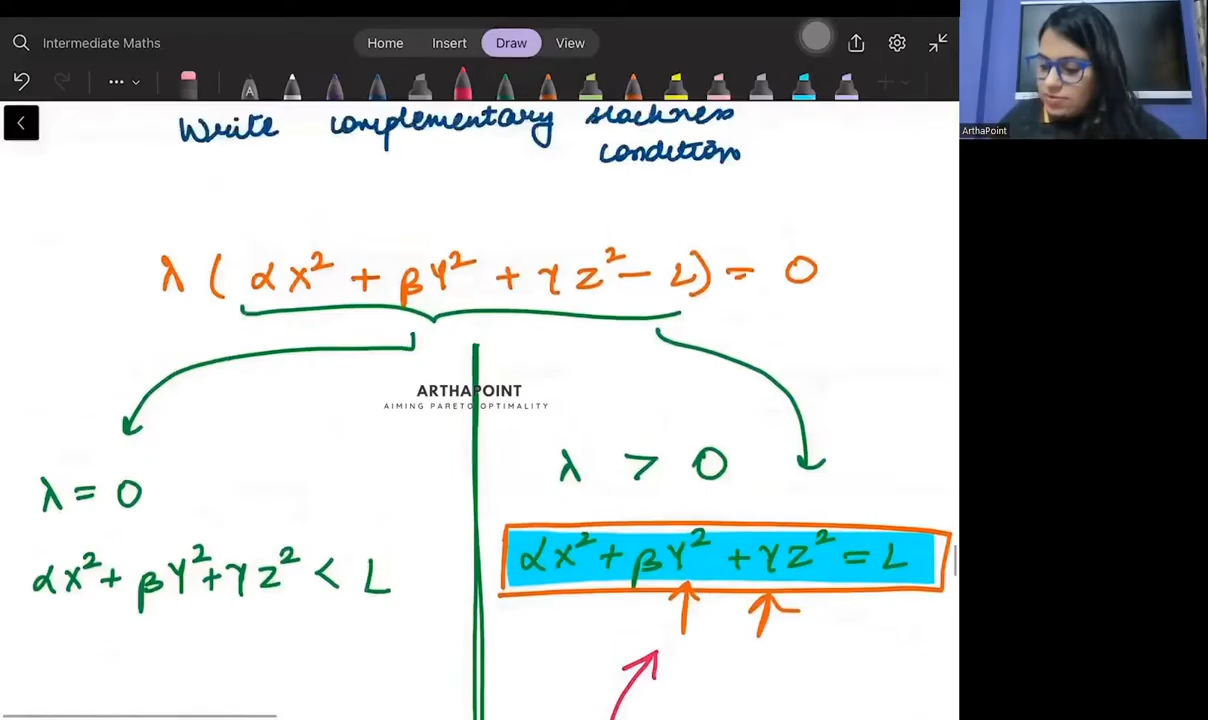 Intermediate Maths
Home Insert Draw View
A
ArthaPoint
Write complementary slackness
condition
λ ( αx² + βy² + γz² − L) = 0
ARTHAPOINT
AIMING PARETO OPTIMALITY
λ = 0
αx² + βy² + γz² < L
λ > 0
αx² + βy² + γz² = L